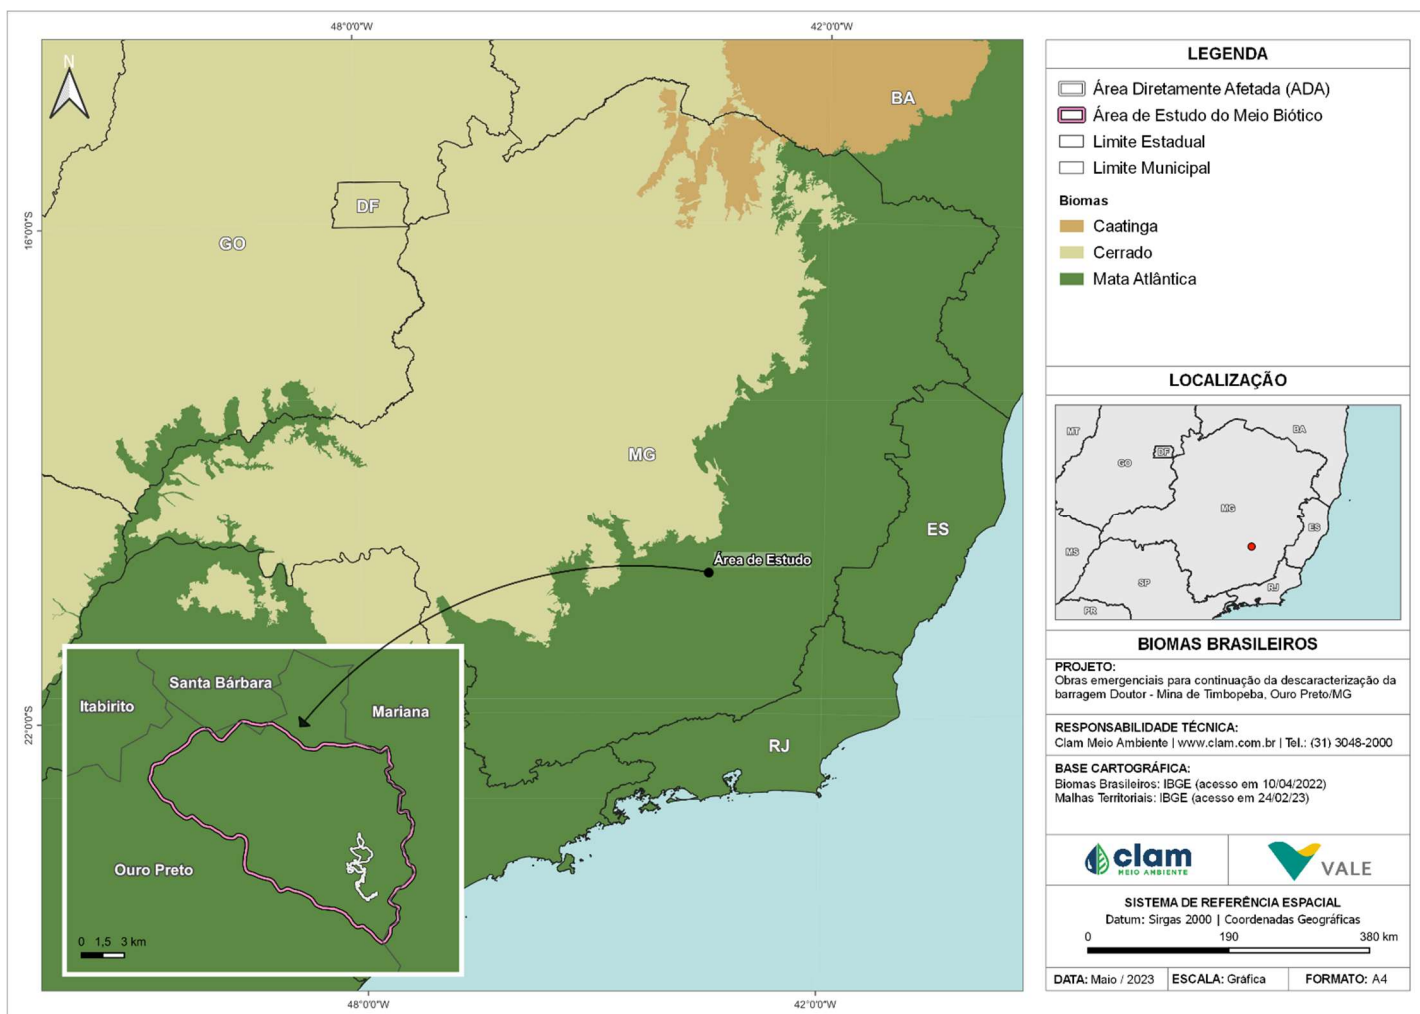 48°0'0"W
42°0'0"W
N
BA
DF
16°0'0"S
GO
MG
ES
Área de Estudo
22°0'0"S
RJ
Santa Bárbara
Itabirito
Mariana
Ouro Preto
0 1,5 3 km
48°0'0"W
42°0'0"W
LEGENDA
Área Diretamente Afetada (ADA)
Área de Estudo do Meio Biótico
Limite Estadual
Limite Municipal
Biomas
Caatinga
Cerrado
Mata Atlântica
LOCALIZAÇÃO
MT
BA
DF
GO
MG
ES
MS
SP
RJ
PR
BIOMAS BRASILEIROS
PROJETO:
Obras emergenciais para continuação da descaracterização da
barragem Doutor - Mina de Timbopeba, Ouro Preto/MG
RESPONSABILIDADE TÉCNICA:
Clam Meio Ambiente | www.clam.com.br | Tel.: (31) 3048-2000
BASE CARTOGRÁFICA:
Biomas Brasileiros: IBGE (acesso em 10/04/2022)
Malhas Territoriais: IBGE (acesso em 24/02/23)
clam
MEIO AMBIENTE
VALE
SISTEMA DE REFERÊNCIA ESPACIAL
Datum: Sirgas 2000 | Coordenadas Geográficas
0 190 380 km
DATA: Maio / 2023 ESCALA: Gráfica FORMATO: A4